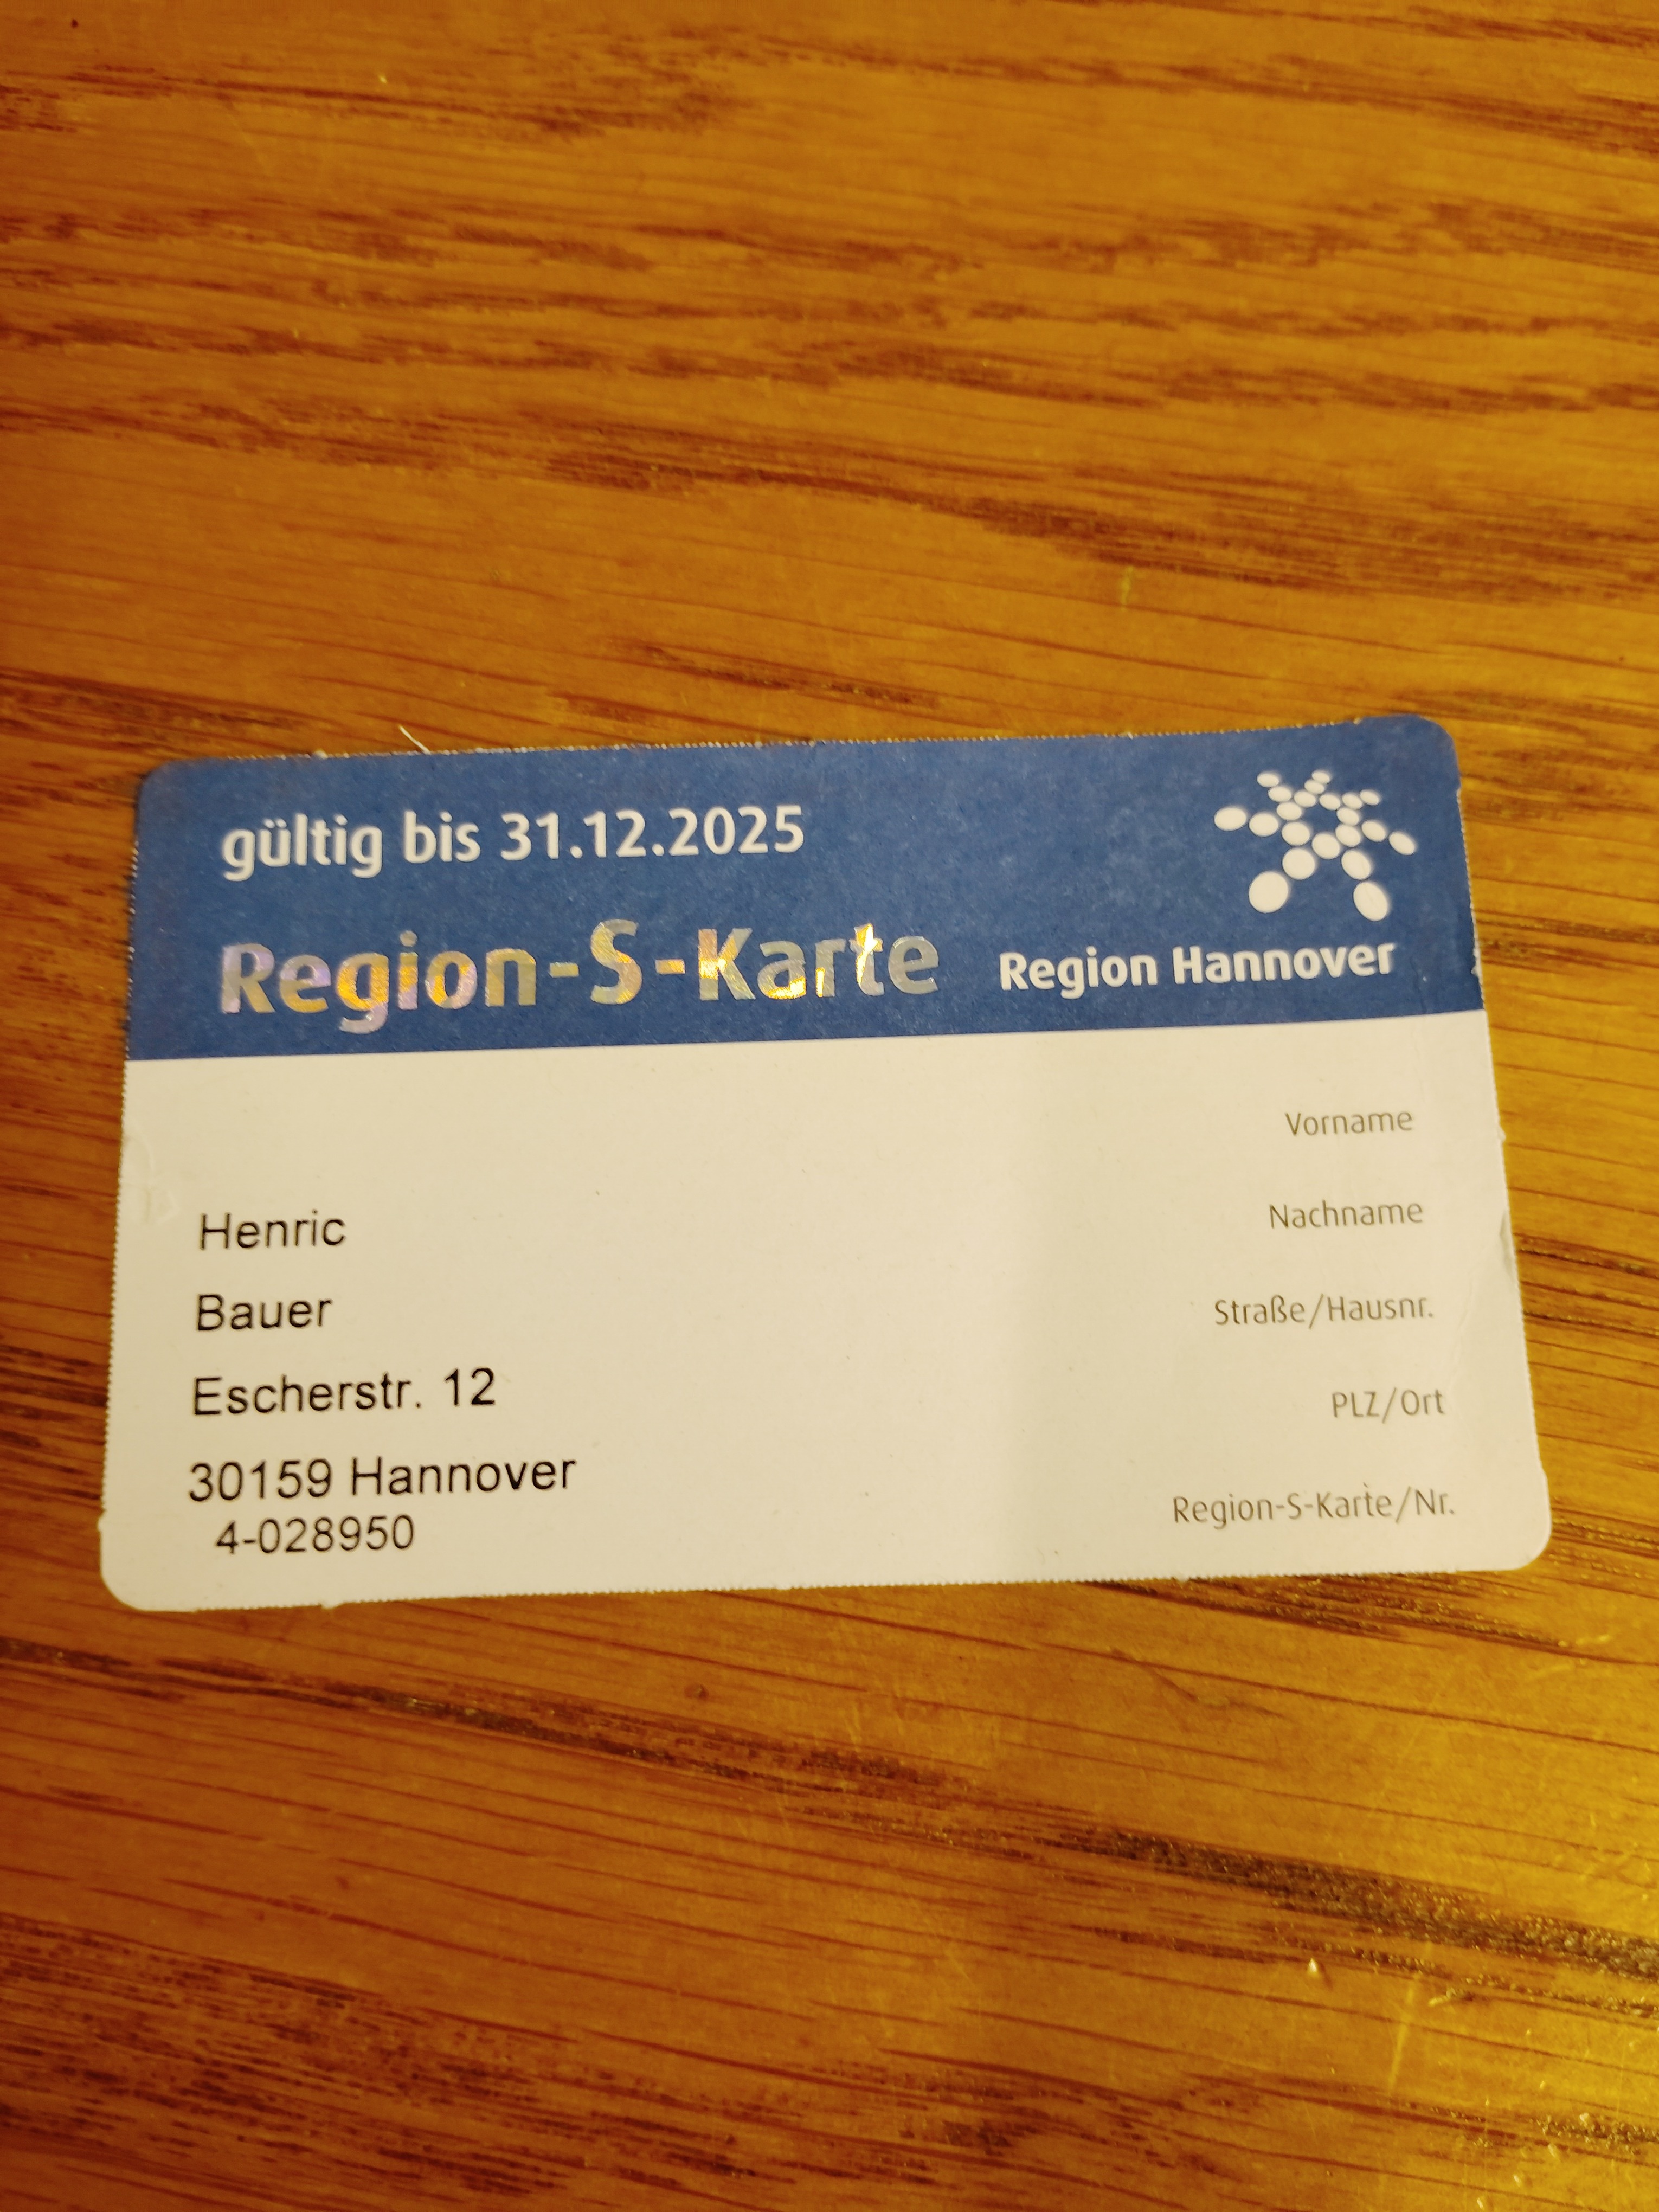 gültig bis 31.12.2025
Region-S-Karte
Region Hannover
Vorname
Henric
Nachname
Bauer
Straße/Hausnr.
Escherstr. 12
PLZ/Ort
30159 Hannover
Region-S-Karte/Nr.
4-028950